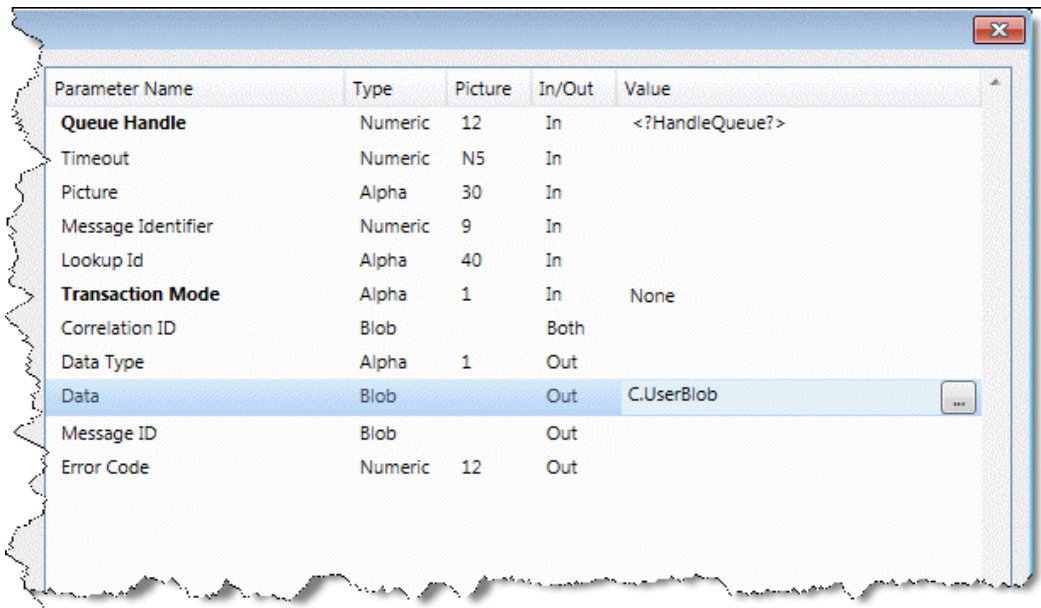 Parameter Name Type Picture In/Out Value
Queue Handle Numeric 12 In <?HandleQueue?>
Timeout Numeric N5 In
Picture Alpha 30 In
Message Identifier Numeric 9 In
Lookup Id Alpha 40 In
Transaction Mode Alpha 1 In None
Correlation ID Blob Both
Data Type Alpha 1 Out
Data Blob Out C.UserBlob ...
Message ID Blob Out
Error Code Numeric 12 Out